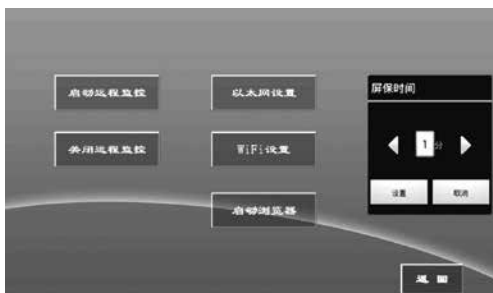 启动远程监控
以太网设置
屏保时间
关闭远程监控
WiFi设置
1 分
设置
取消
启动浏览器
返 回